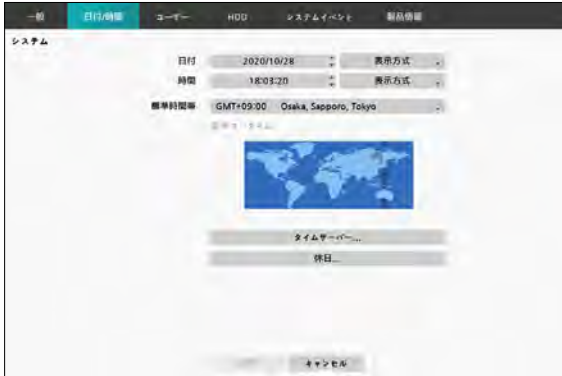 一般 日付/時間 ユーザー HDD システムイベント 製品情報
システム
日付 2020/10/28 表示方式
時間 18:03:20 表示方式
標準時間帯 GMT+09:00 Osaka, Sapporo, Tokyo
タイムサーバー...
休日...
キャンセル